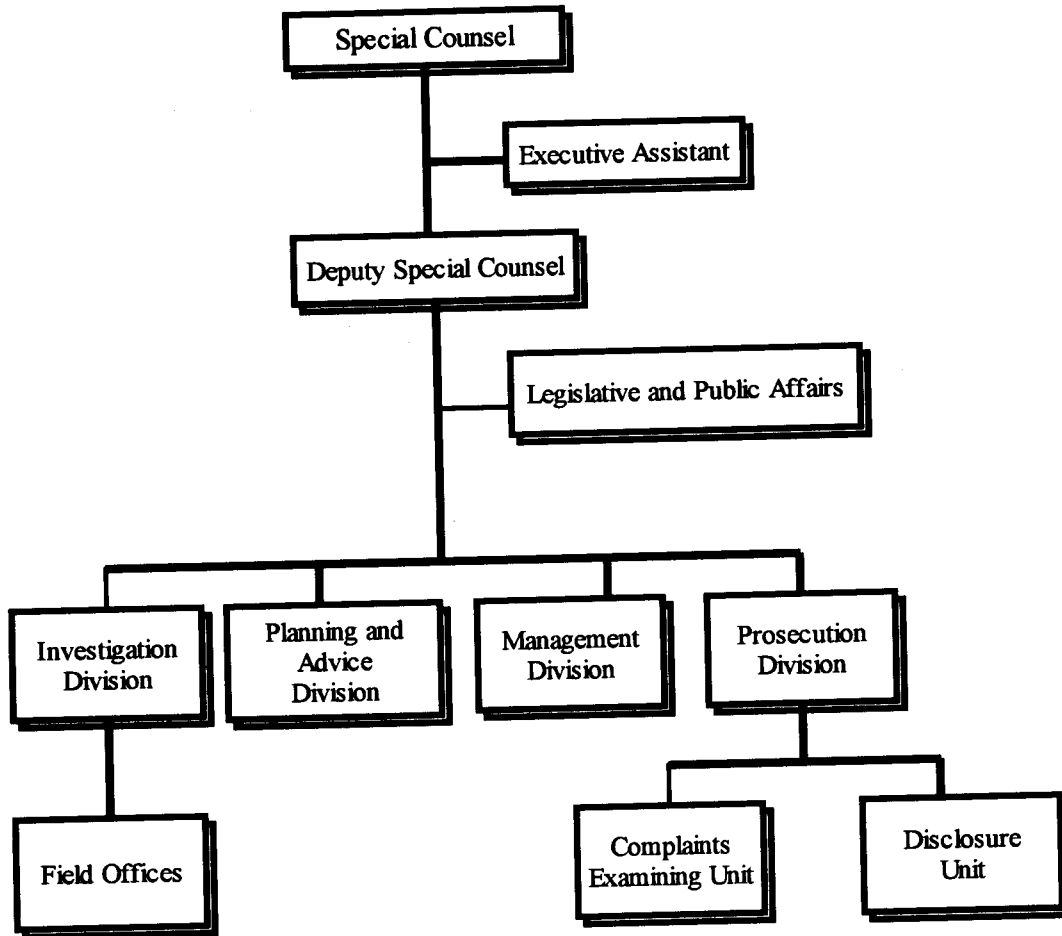 Special Counsel
Executive Assistant
Deputy Special Counsel
Legislative and Public Affairs
Investigation
Division
Planning and
Advice
Division
Management
Division
Prosecution
Division
Field Offices
Complaints
Examining Unit
Disclosure
Unit